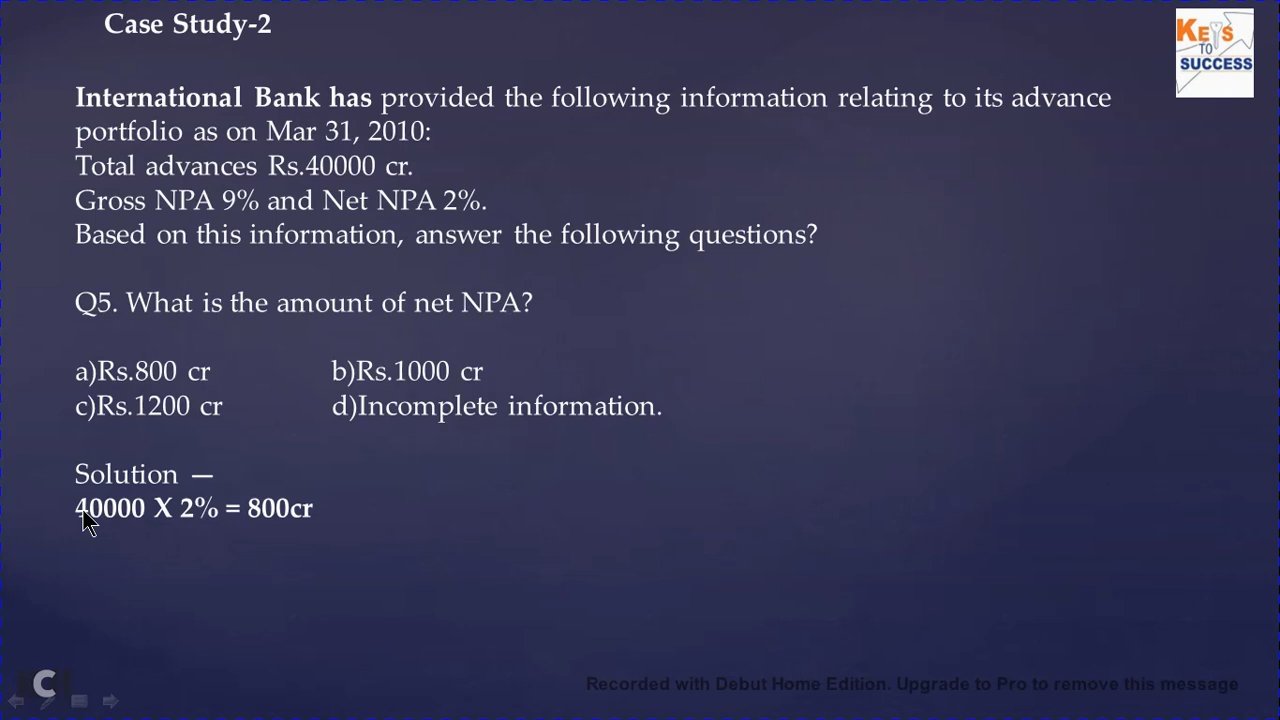 Case Study-2
KEYS
TO
SUCCESS
International Bank has provided the following information relating to its advance
portfolio as on Mar 31, 2010:
Total advances Rs.40000 cr.
Gross NPA 9% and Net NPA 2%.
Based on this information, answer the following questions?
Q5. What is the amount of net NPA?
a)Rs.800 cr b)Rs.1000 cr
c)Rs.1200 cr d)Incomplete information.
Solution —
40000 X 2% = 800cr
C
Recorded with Debut Home Edition. Upgrade to Pro to remove this message